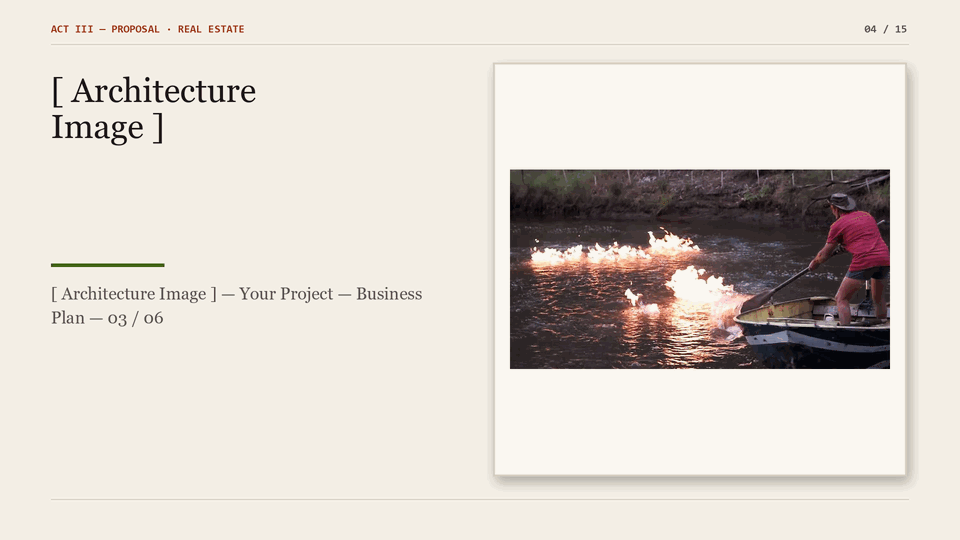 ACT III — PROPOSAL · REAL ESTATE
04 / 15
[ Architecture
Image ]
[ Architecture Image ] — Your Project — Business
Plan — 03 / 06